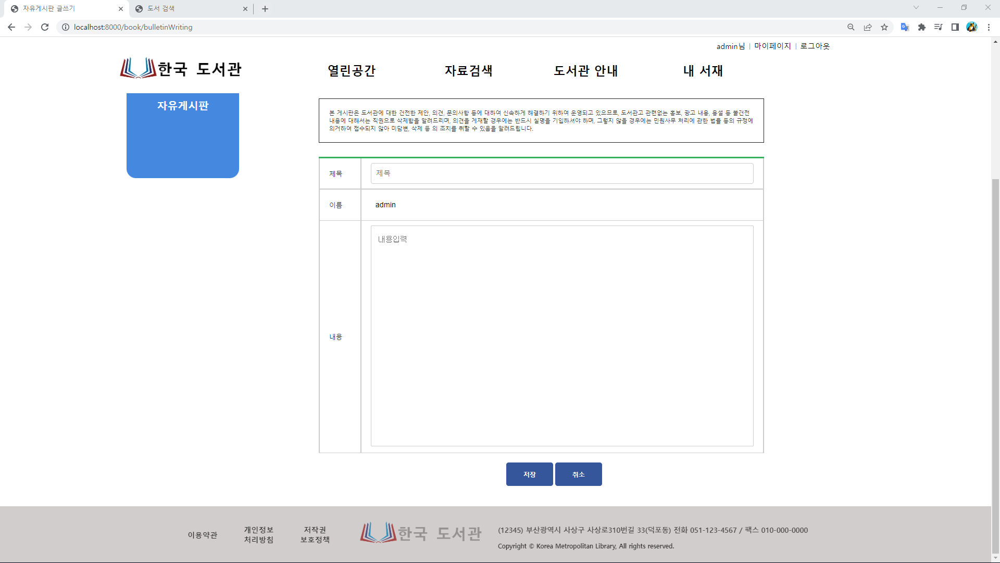 자유게시판 글쓰기
도서 검색
localhost:8000/book/bulletinWriting
admin님 | 마이페이지 | 로그아웃
한국 도서관
열린공간
자료검색
도서관 안내
내 서재
자유게시판
본 게시판은 도서관에 대한 건전한 제안, 의견, 문의사항 등에 대하여 신속하게 해결하기 위하여 운영되고 있으므로, 도서관고 관련없는 홍보, 광고 내용, 욕설 등 불건전
내용에 대해서는 직권으로 삭제함을 알려드리며, 의견을 게재할 경우에는 반드시 실명을 기입하셔야 하며, 그렇지 않을 경우에는 민원사무 처리에 관한 법률 등의 규정에
의거하여 접수되지 않아 미답변, 삭제 등 의 조치를 취할 수 있음을 알려드립니다.
제목
제목
이름
admin
내용
내용입력
저장
취소
이용약관
개인정보
처리방침
저작권
보호정책
한국 도서관
(12345) 부산광역시 사상구 사상로310번길 33(덕포동) 전화 051-123-4567 / 팩스 010-000-0000
Copyright © Korea Metropolitan Library, All rights reserved.